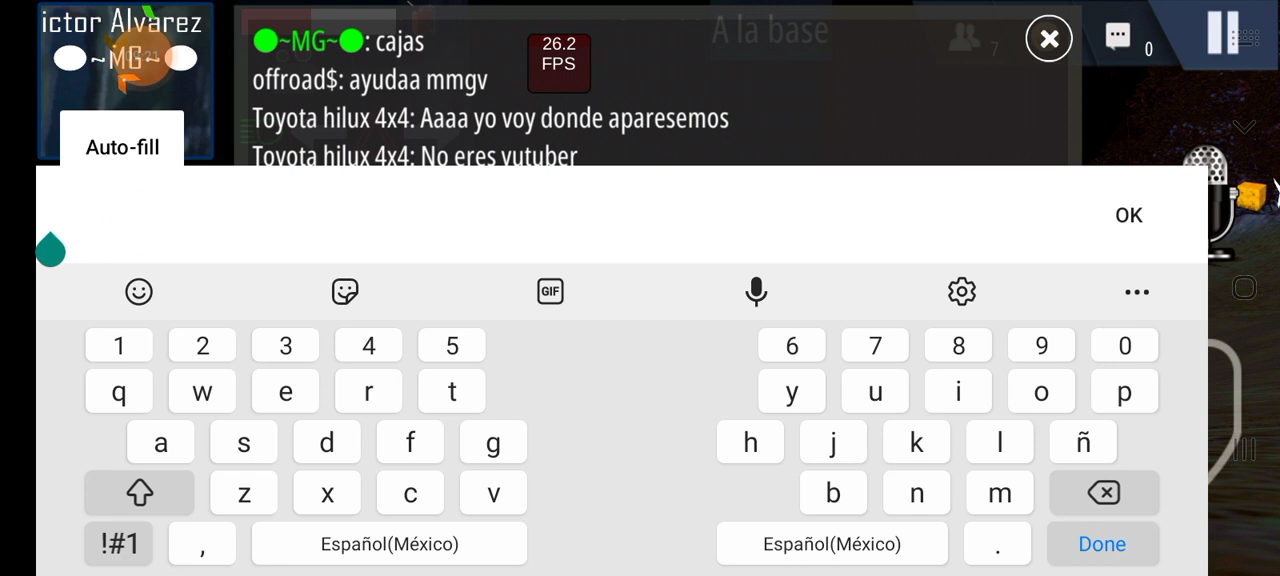 ictor Alvarez
~MG~
●~MG~●: cajas
offroad$: ayudaa mmgv
Toyota hilux 4x4: Aaaa yo voy donde aparesemos
Toyota hilux 4x4: No eres yutuber
26.2
FPS
A la base
7
0
Auto-fill
OK
GIF
1 2 3 4 5 6 7 8 9 0
q w e r t y u i o p
a s d f g h j k l ñ
z x c v b n m
!#1 , Español(México) Español(México) . Done